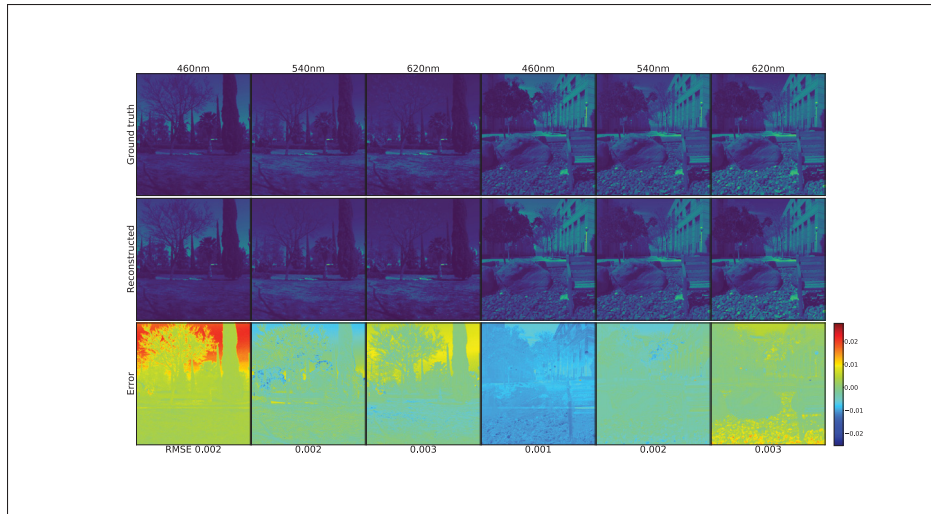 460nm 540nm 620nm 460nm 540nm 620nm
Ground truth
Reconstructed
Error
0.02
0.01
0.00
−0.01
−0.02
RMSE 0.002 0.002 0.003 0.001 0.002 0.003